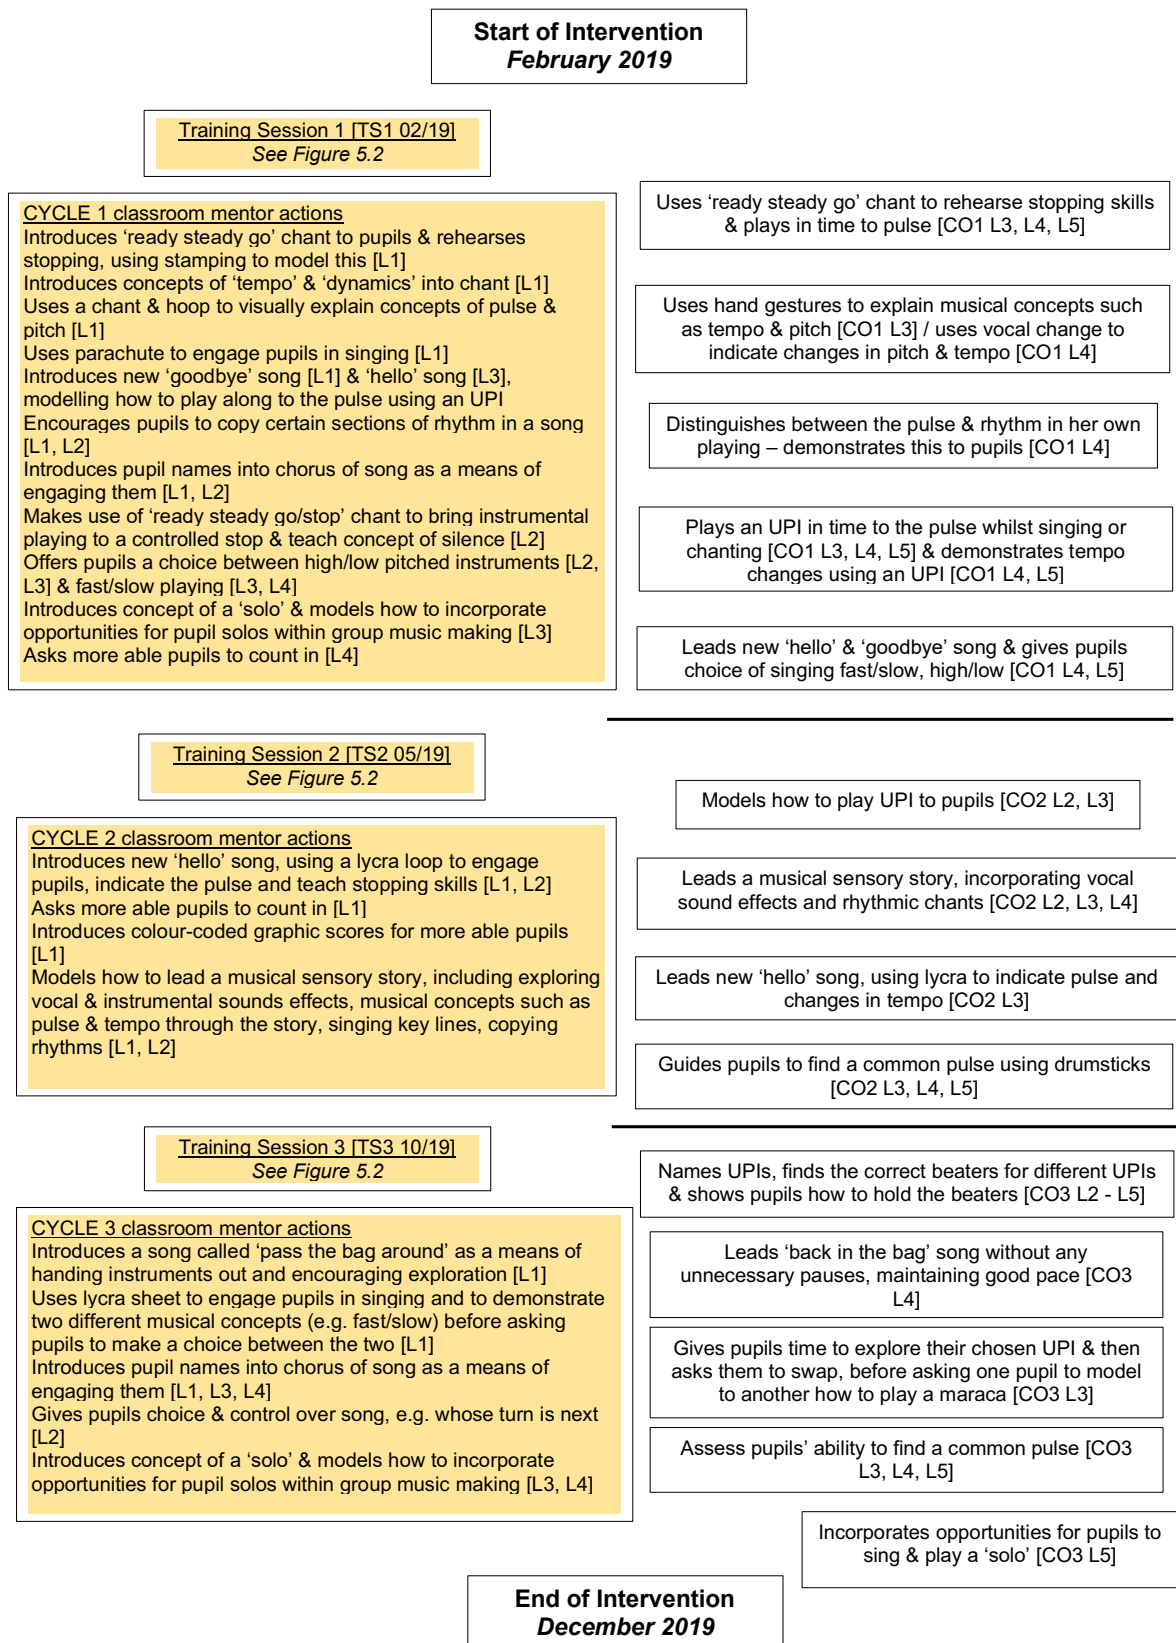 Start of Intervention
February 2019
Training Session 1 [TS1 02/19]
See Figure 5.2
CYCLE 1 classroom mentor actions
Introduces ‘ready steady go’ chant to pupils & rehearses
stopping, using stamping to model this [L1]
Introduces concepts of ‘tempo’ & ‘dynamics’ into chant [L1]
Uses a chant & hoop to visually explain concepts of pulse &
pitch [L1]
Uses parachute to engage pupils in singing [L1]
Introduces new ‘goodbye’ song [L1] & ‘hello’ song [L3],
modelling how to play along to the pulse using an UPI
Encourages pupils to copy certain sections of rhythm in a song
[L1, L2]
Introduces pupil names into chorus of song as a means of
engaging them [L1, L2]
Makes use of ‘ready steady go/stop’ chant to bring instrumental
playing to a controlled stop & teach concept of silence [L2]
Offers pupils a choice between high/low pitched instruments [L2,
L3] & fast/slow playing [L3, L4]
Introduces concept of a ‘solo’ & models how to incorporate
opportunities for pupil solos within group music making [L3]
Asks more able pupils to count in [L4]
Uses ‘ready steady go’ chant to rehearse stopping skills
& plays in time to pulse [CO1 L3, L4, L5]
Uses hand gestures to explain musical concepts such
as tempo & pitch [CO1 L3] / uses vocal change to
indicate changes in pitch & tempo [CO1 L4]
Distinguishes between the pulse & rhythm in her own
playing – demonstrates this to pupils [CO1 L4]
Plays an UPI in time to the pulse whilst singing or
chanting [CO1 L3, L4, L5] & demonstrates tempo
changes using an UPI [CO1 L4, L5]
Leads new ‘hello’ & ‘goodbye’ song & gives pupils
choice of singing fast/slow, high/low [CO1 L4, L5]
Training Session 2 [TS2 05/19]
See Figure 5.2
CYCLE 2 classroom mentor actions
Introduces new ‘hello’ song, using a lycra loop to engage
pupils, indicate the pulse and teach stopping skills [L1, L2]
Asks more able pupils to count in [L1]
Introduces colour-coded graphic scores for more able pupils
[L1]
Models how to lead a musical sensory story, including exploring
vocal & instrumental sounds effects, musical concepts such as
pulse & tempo through the story, singing key lines, copying
rhythms [L1, L2]
Models how to play UPI to pupils [CO2 L2, L3]
Leads a musical sensory story, incorporating vocal
sound effects and rhythmic chants [CO2 L2, L3, L4]
Leads new ‘hello’ song, using lycra to indicate pulse and
changes in tempo [CO2 L3]
Guides pupils to find a common pulse using drumsticks
[CO2 L3, L4, L5]
Training Session 3 [TS3 10/19]
See Figure 5.2
CYCLE 3 classroom mentor actions
Introduces a song called ‘pass the bag around’ as a means of
handing instruments out and encouraging exploration [L1]
Uses lycra sheet to engage pupils in singing and to demonstrate
two different musical concepts (e.g. fast/slow) before asking
pupils to make a choice between the two [L1]
Introduces pupil names into chorus of song as a means of
engaging them [L1, L3, L4]
Gives pupils choice & control over song, e.g. whose turn is next
[L2]
Introduces concept of a ‘solo’ & models how to incorporate
opportunities for pupil solos within group music making [L3, L4]
Names UPIs, finds the correct beaters for different UPIs
& shows pupils how to hold the beaters [CO3 L2 - L5]
Leads ‘back in the bag’ song without any
unnecessary pauses, maintaining good pace [CO3
L4]
Gives pupils time to explore their chosen UPI & then
asks them to swap, before asking one pupil to model
to another how to play a maraca [CO3 L3]
Assess pupils’ ability to find a common pulse [CO3
L3, L4, L5]
Incorporates opportunities for pupils to
sing & play a ‘solo’ [CO3 L5]
End of Intervention
December 2019